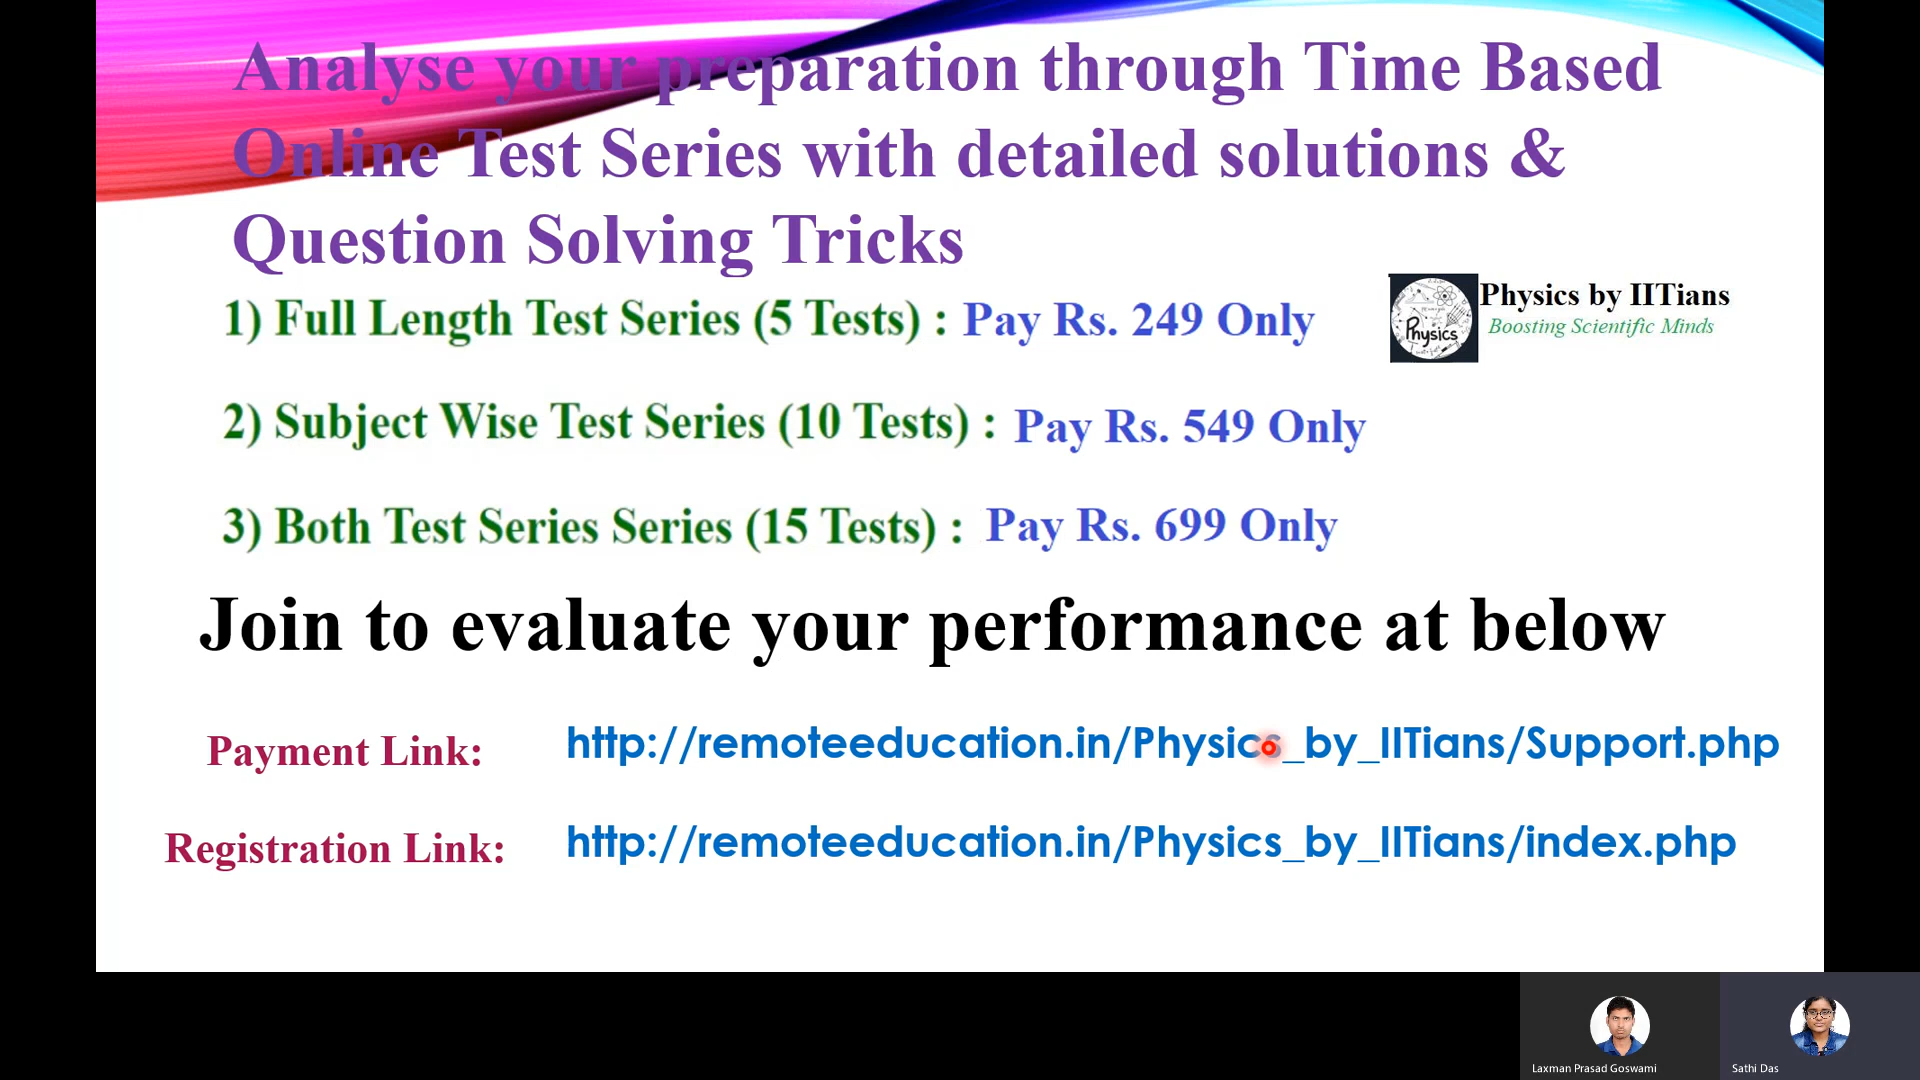 Analyse your preparation through Time Based
Online Test Series with detailed solutions &
Question Solving Tricks
Physics
Physics by IITians
Boosting Scientific Minds
1) Full Length Test Series (5 Tests) : Pay Rs. 249 Only
2) Subject Wise Test Series (10 Tests) : Pay Rs. 549 Only
3) Both Test Series Series (15 Tests) : Pay Rs. 699 Only
Join to evaluate your performance at below
Payment Link: http://remoteeducation.in/Physics_by_IITians/Support.php
Registration Link: http://remoteeducation.in/Physics_by_IITians/index.php
Laxman Prasad Goswami
Sathi Das